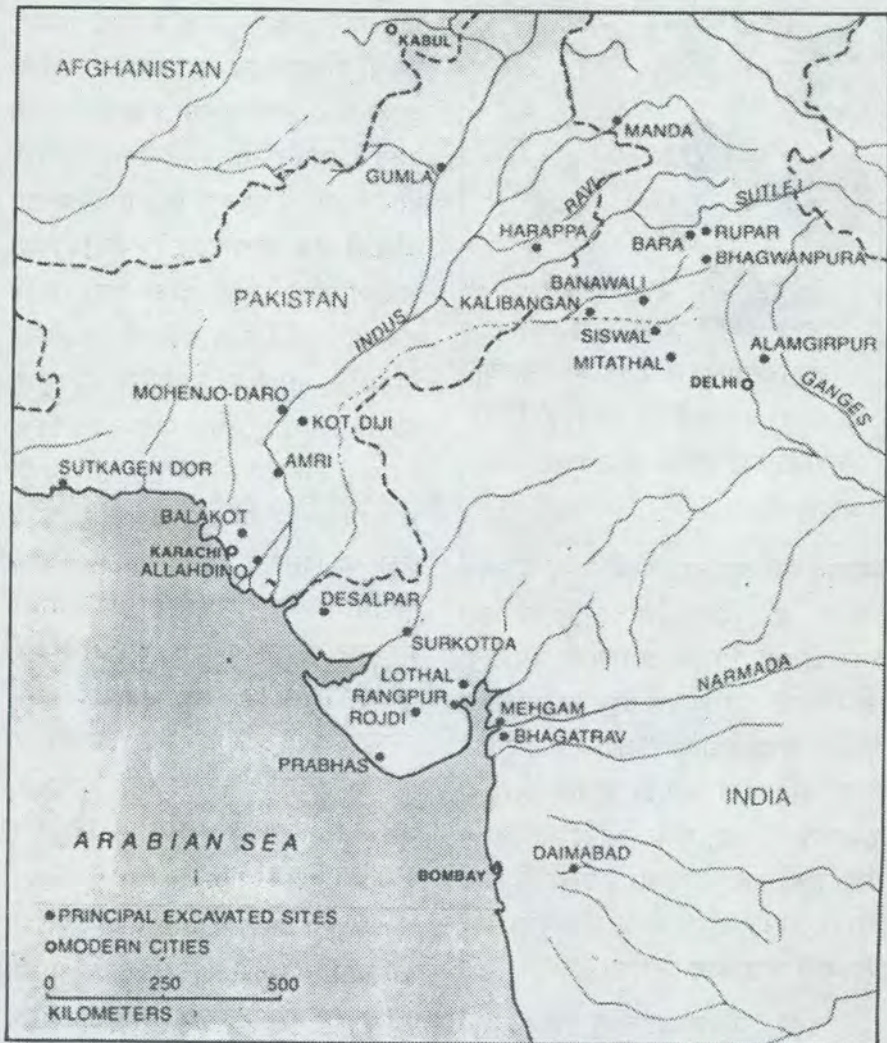 KABUL
AFGHANISTAN
MANDA
GUMLA
RAVI
SUTLEJ
HARAPPA
BARA
RUPAR
BHAGWANPURA
BANAWALI
PAKISTAN
KALIBANGAN
INDUS
SISWAL
ALAMGIRPUR
MITATHAL
DELHI
GANGES
MOHENJO-DARO
KOT DIJI
SUTKAGEN DOR
AMRI
BALAKOT
KARACHI
ALLAHDINO
DESALPAR
SURKOTDA
LOTHAL
NARMADA
RANGPUR
ROJDI
MEHGAM
BHAGATRAV
PRABHAS
INDIA
ARABIAN SEA
DAIMABAD
BOMBAY
PRINCIPAL EXCAVATED SITES
MODERN CITIES
0 250 500
KILOMETERS